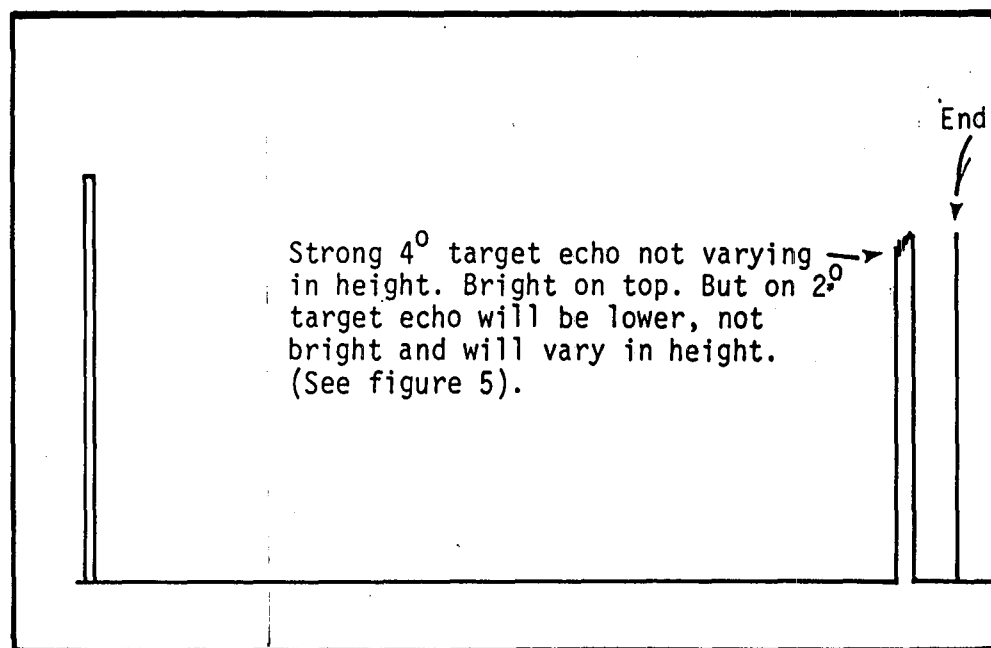 End
Strong 4° target echo not varying
in height. Bright on top. But on 2°
target echo will be lower, not
bright and will vary in height.
(See figure 5).